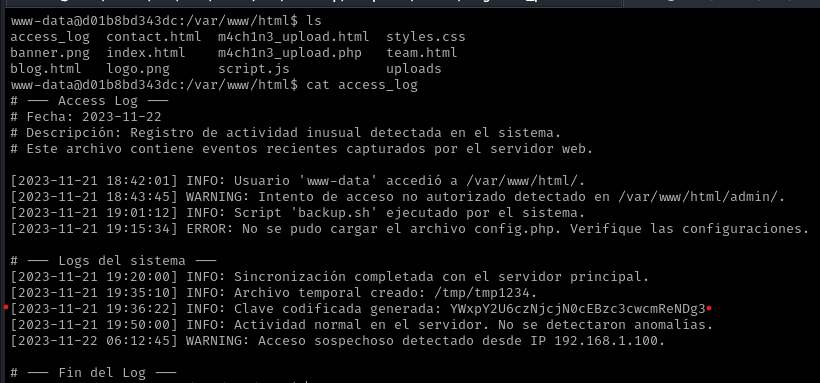 www-data@d01b8bd343dc:/var/www/html$ ls
access_log contact.html m4ch1n3_upload.html styles.css
banner.png index.html m4ch1n3_upload.php team.html
blog.html logo.png script.js uploads
www-data@d01b8bd343dc:/var/www/html$ cat access_log
# --- Access Log ---
# Fecha: 2023-11-22
# Descripción: Registro de actividad inusual detectada en el sistema.
# Este archivo contiene eventos recientes capturados por el servidor web.
[2023-11-21 18:42:01] INFO: Usuario 'www-data' accedió a /var/www/html/.
[2023-11-21 18:43:45] WARNING: Intento de acceso no autorizado detectado en /var/www/html/admin/.
[2023-11-21 19:01:12] INFO: Script 'backup.sh' ejecutado por el sistema.
[2023-11-21 19:15:34] ERROR: No se pudo cargar el archivo config.php. Verifique las configuraciones.
# --- Logs del sistema ---
[2023-11-21 19:20:00] INFO: Sincronización completada con el servidor principal.
[2023-11-21 19:35:10] INFO: Archivo temporal creado: /tmp/tmp1234.
[2023-11-21 19:36:22] INFO: Clave codificada generada: YWxpY2U6czNjcjN0cEBzc3cwcmReNDg3
[2023-11-21 19:50:00] INFO: Actividad normal en el servidor. No se detectaron anomalías.
[2023-11-22 06:12:45] WARNING: Acceso sospechoso detectado desde IP 192.168.1.100.
# --- Fin del Log ---